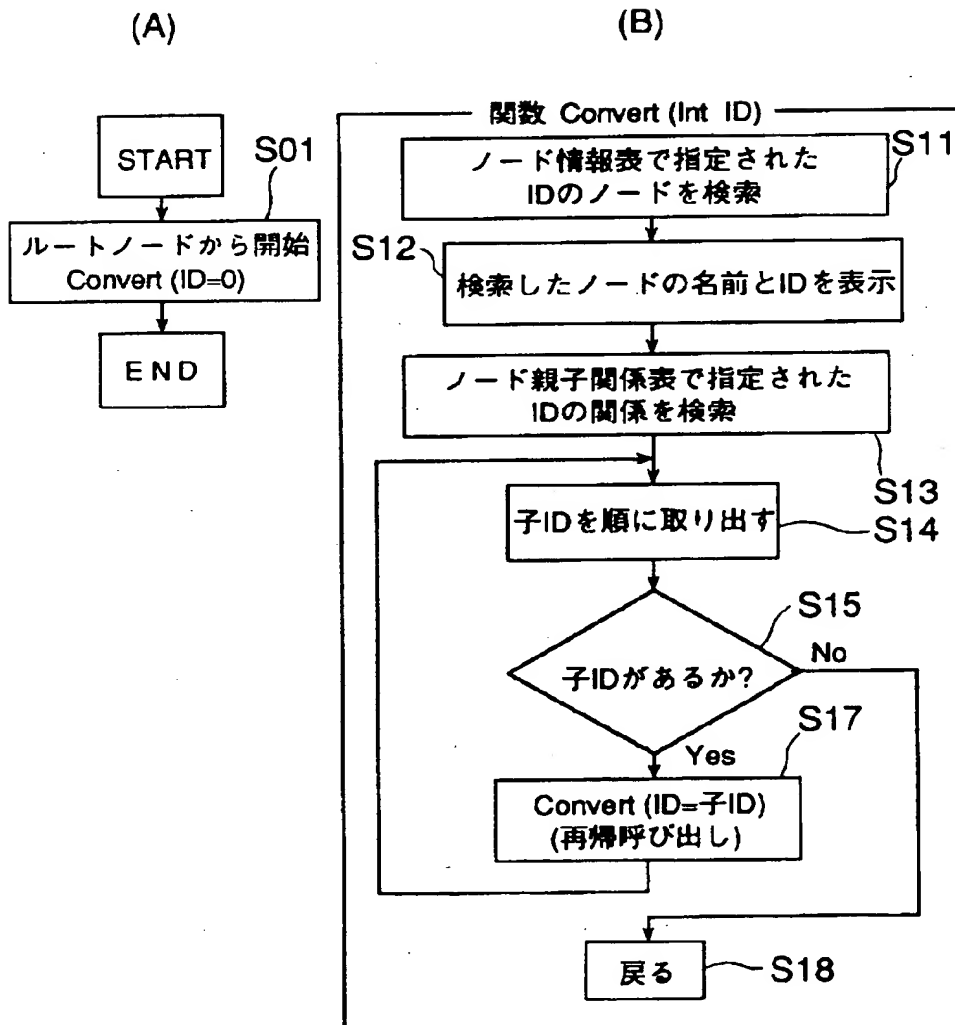 (A)
START
S01
ルートノードから開始
Convert (ID=0)
END
(B)
関数 Convert (Int ID)
S11
ノード情報表で指定された
IDのノードを検索
S12
検索したノードの名前とIDを表示
ノード親子関係表で指定された
IDの関係を検索
S13
子IDを順に取り出す
S14
S15
子IDがあるか?
No
Yes
S17
Convert (ID=子ID)
(再帰呼び出し)
戻る
S18